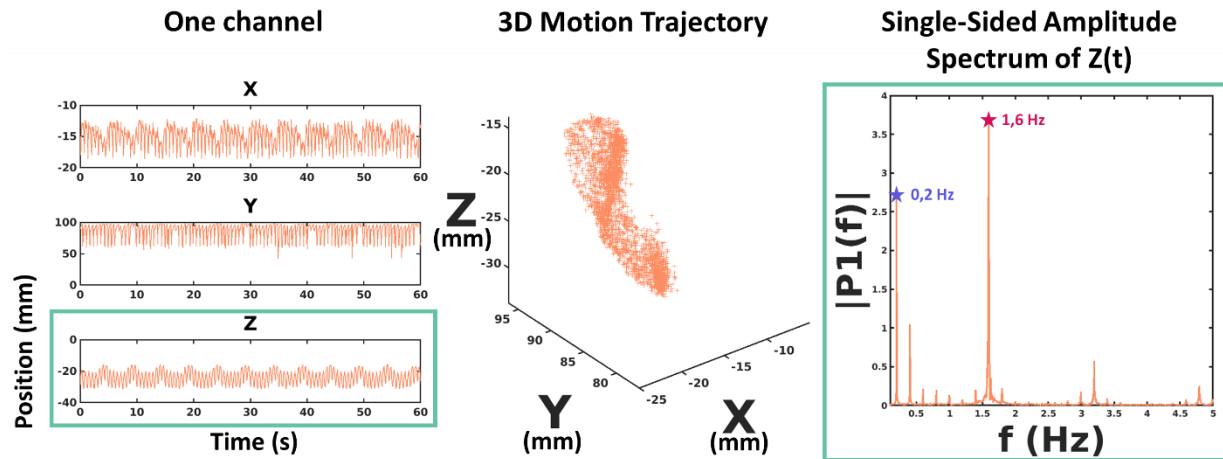 One channel
3D Motion Trajectory
Single-Sided Amplitude
Spectrum of Z(t)
Position (mm)
X
-10
-15
-20
0 10 20 30 40 50 60
Y
100
50
0
0 10 20 30 40 50 60
Z
0
-20
-40
0 10 20 30 40 50 60
Time (s)
Z
(mm)
-15
-20
-25
-30
95
90
85
80
Y
(mm)
-25
-20
-15
-10
X
(mm)
|P1(f)|
4
3.5
3
2.5
2
1.5
1
0.5
0
1,6 Hz
0,2 Hz
0.5 1 1.5 2 2.5 3 3.5 4 4.5 5
f (Hz)